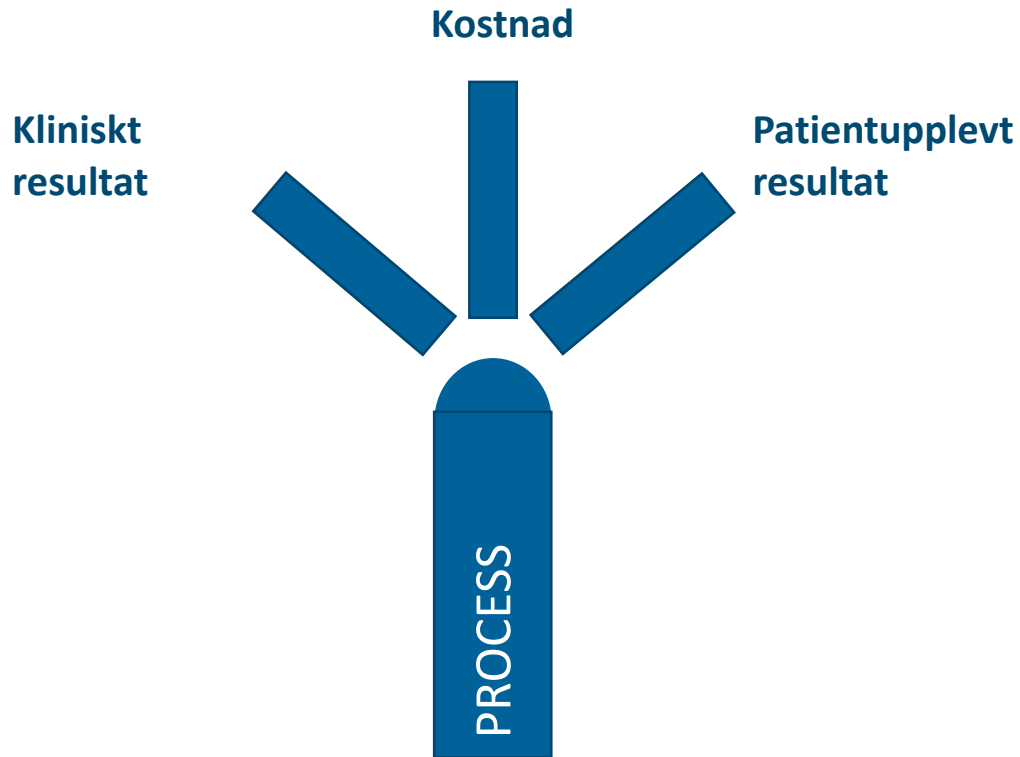 Kostnad
Kliniskt
resultat
Patientupplevt
resultat
PROCESS